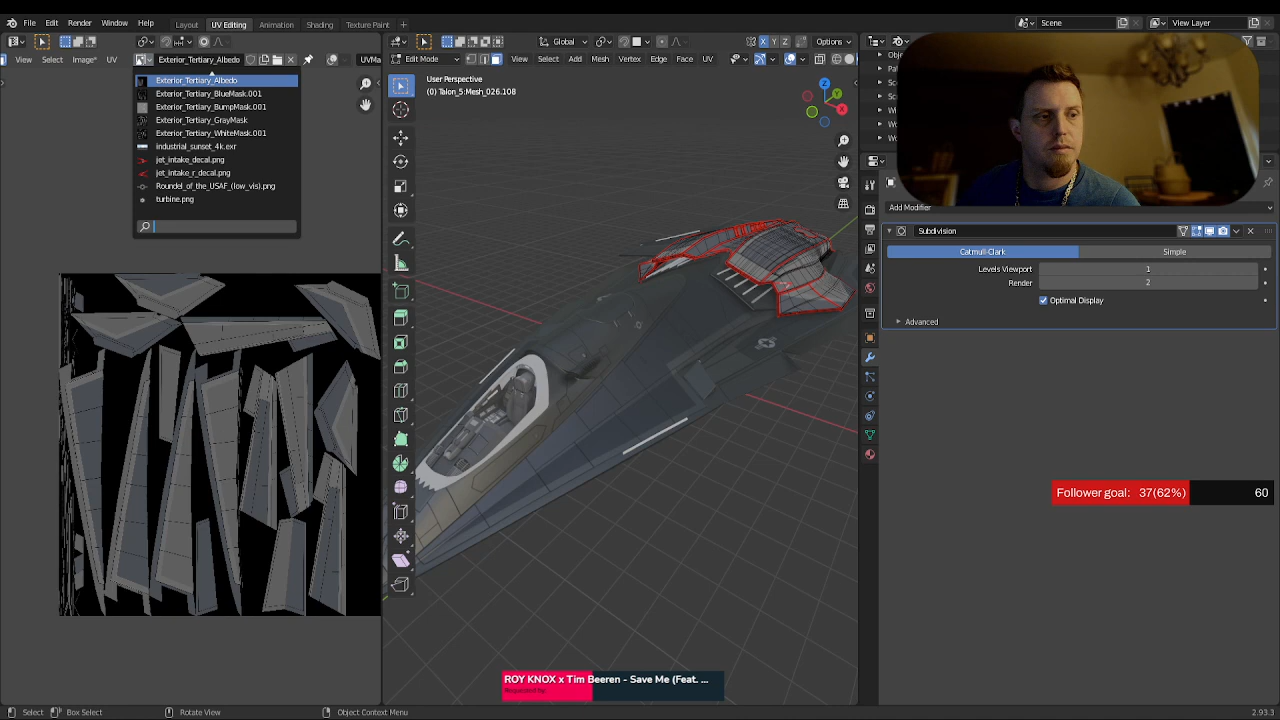 File Edit Render Window Help Layout UV Editing Animation Shading Texture Paint + Scene View Layer
Global X Y Z Options
View Select Image* UV Exterior_Tertiary_Albedo UVMa Edit Mode View Select Add Mesh Vertex Edge Face UV
Exterior_Tertiary_Albedo
Exterior_Tertiary_BlueMask.001
Exterior_Tertiary_BumpMask.001
Exterior_Tertiary_GrayMask
Exterior_Tertiary_WhiteMask.001
industrial_sunset_4k.exr
jet_intake_decal.png
jet_intake_r_decal.png
Roundel_of_the_USAF_(low_vis).png
turbine.png
User Perspective
(0) Talon_5:Mesh_026.108
Z Y X
Add Modifier
Subdivision
Catmull-Clark Simple
Levels Viewport 1
Render 2
Optimal Display
Advanced
Follower goal: 37(62%) 60
ROY KNOX x Tim Beeren - Save Me (Feat. ...
Requested by:
Select Box Select Rotate View Object Context Menu 2.93.3